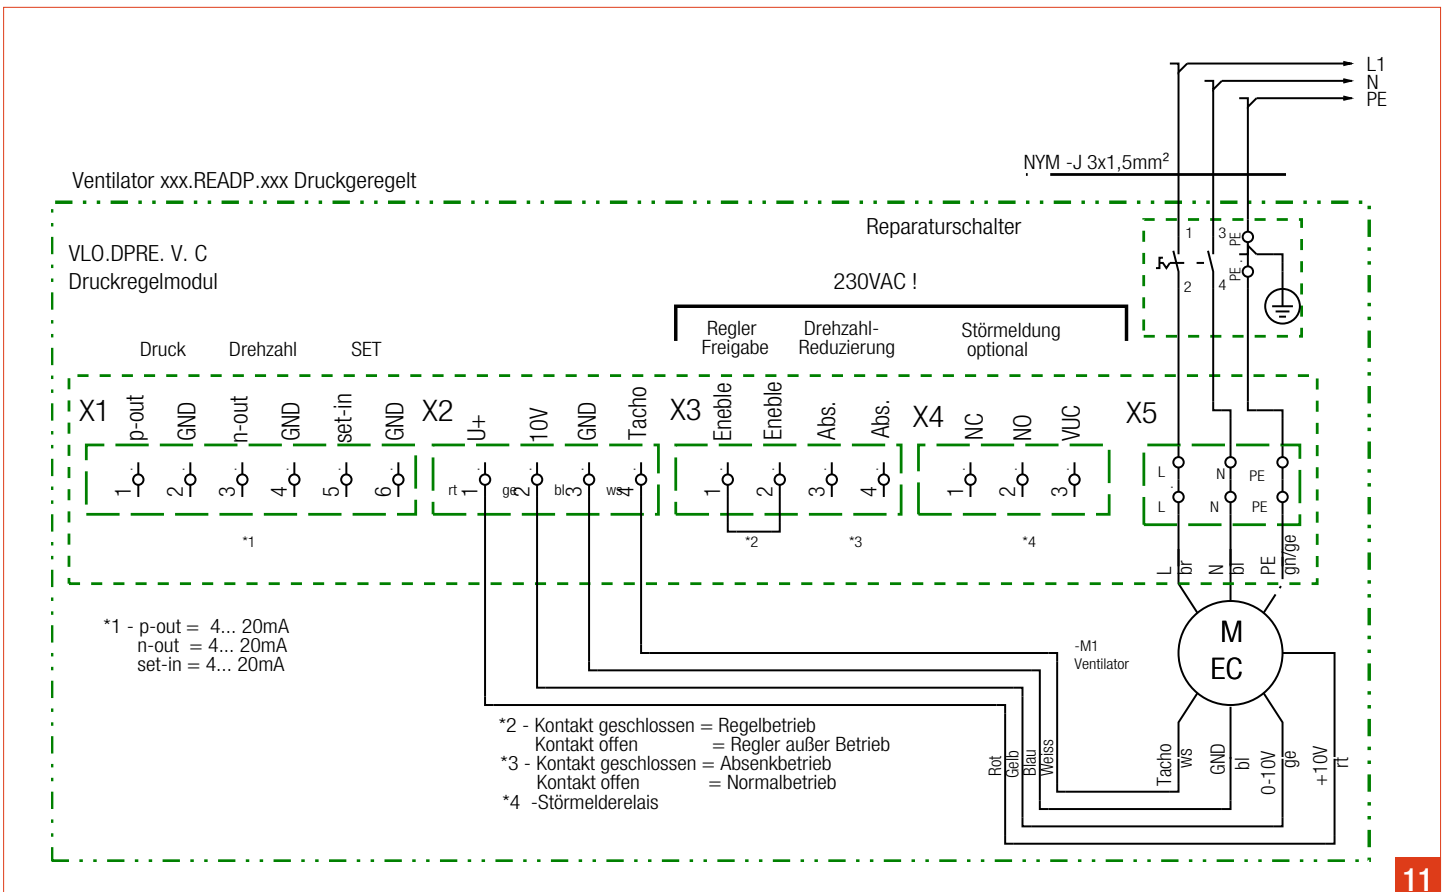 L1
N
PE
NYM -J 3x1,5mm²
Ventilator xxx.READP.xxx Druckgeregelt
Reparaturschalter
1 3 PE
2 4 PE
VLO.DPRE. V. C
Druckregelmodul
230VAC !
Regler Freigabe
Drehzahl-Reduzierung
Störmeldung optional
Druck Drehzahl SET
X1 p-out GND n-out GND set-in GND
X2 U+ 10V GND Tacho
X3 Eneble Eneble Abs. Abs.
X4 NC NO VUC
X5
1 2 3 4 5 6
rt 1 ge 2 bl 3 ws 4
1 2 3 4
1 2 3
L N PE
L N PE
*1 *2 *3 *4
L br N bl PE gn/ge
*1 - p-out = 4... 20mA
n-out = 4... 20mA
set-in = 4... 20mA
M
EC
-M1
Ventilator
*2 - Kontakt geschlossen = Regelbetrieb
Kontakt offen = Regler außer Betrieb
*3 - Kontakt geschlossen = Absenkbetrieb
Kontakt offen = Normalbetrieb
*4 -Störmelderelais
Rot
Gelb
Blau
Weiss
Tacho ws
GND bl
0-10V ge
+10V rt
11